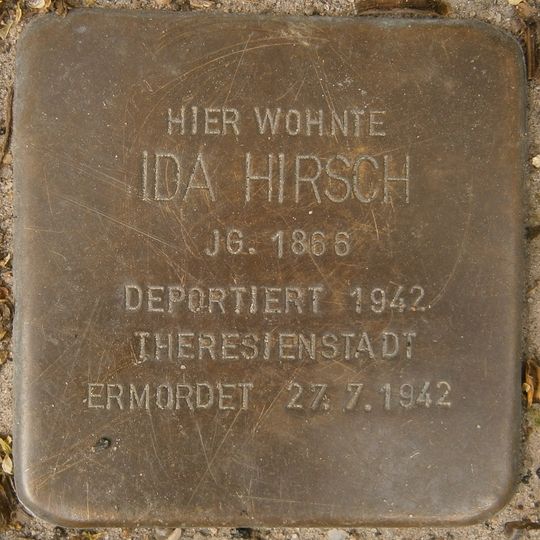 HIER WOHNTE
IDA HIRSCH
JG. 1866
DEPORTIERT 1942
THERESIENSTADT
ERMORDET 27.7.1942